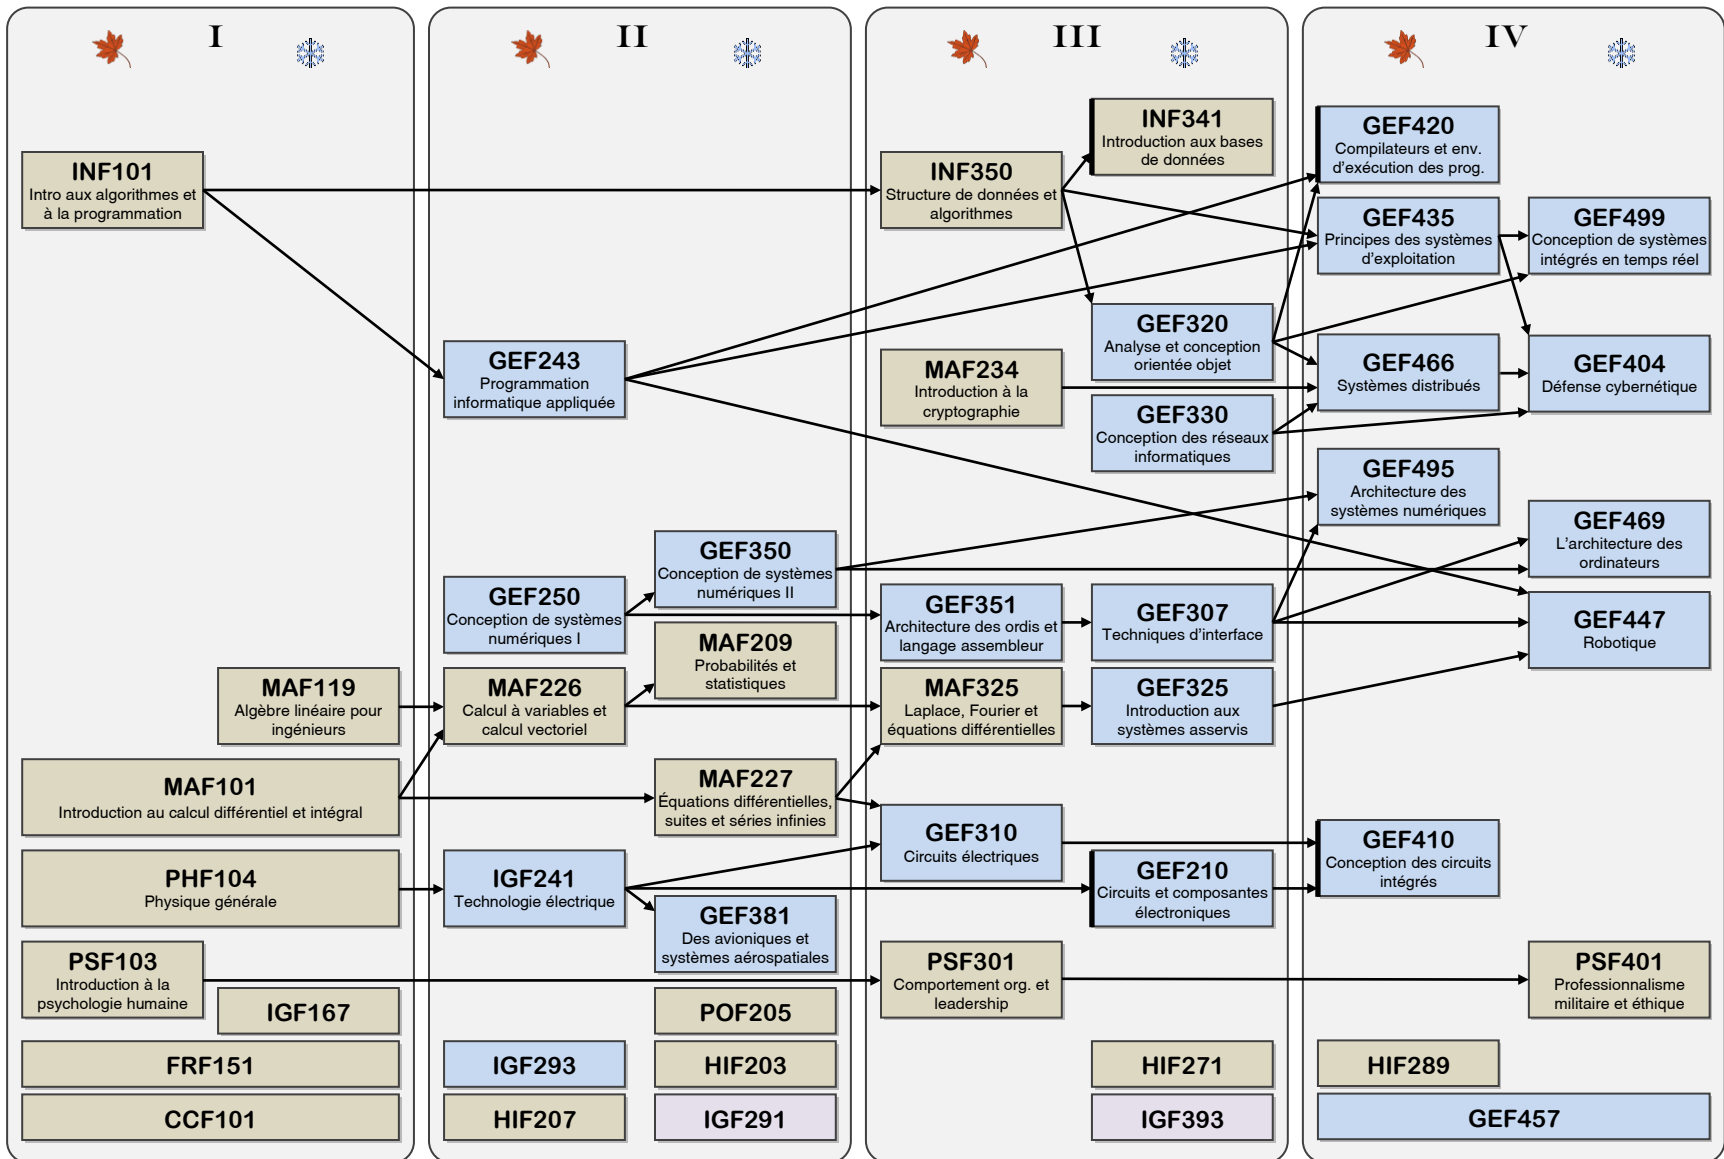 I
II
III
IV
INF101
Intro aux algorithmes et
à la programmation
MAF119
Algèbre linéaire pour
ingénieurs
MAF101
Introduction au calcul différentiel et intégral
PHF104
Physique générale
PSF103
Introduction à la
psychologie humaine
IGF167
FRF151
CCF101
GEF243
Programmation
informatique appliquée
GEF350
Conception de systèmes
numériques II
GEF250
Conception de systèmes
numériques I
MAF209
Probabilités et
statistiques
MAF226
Calcul à variables et
calcul vectoriel
MAF227
Équations différentielles,
suites et séries infinies
IGF241
Technologie électrique
GEF381
Des avioniques et
systèmes aérospatiales
POF205
IGF293
HIF203
HIF207
IGF291
INF341
Introduction aux bases
de données
INF350
Structure de données et
algorithmes
GEF320
Analyse et conception
orientée objet
MAF234
Introduction à la
cryptographie
GEF330
Conception des réseaux
informatiques
GEF351
Architecture des ordis et
langage assembleur
GEF307
Techniques d'interface
MAF325
Laplace, Fourier et
équations différentielles
GEF325
Introduction aux
systèmes asservis
GEF310
Circuits électriques
GEF210
Circuits et composantes
électroniques
PSF301
Comportement org. et
leadership
HIF271
IGF393
GEF420
Compilateurs et env.
d'exécution des prog.
GEF435
Principes des systèmes
d'exploitation
GEF499
Conception de systèmes
intégrés en temps réel
GEF466
Systèmes distribués
GEF404
Défense cybernétique
GEF495
Architecture des
systèmes numériques
GEF469
L'architecture des
ordinateurs
GEF447
Robotique
GEF410
Conception des circuits
intégrés
PSF401
Professionnalisme
militaire et éthique
HIF289
GEF457